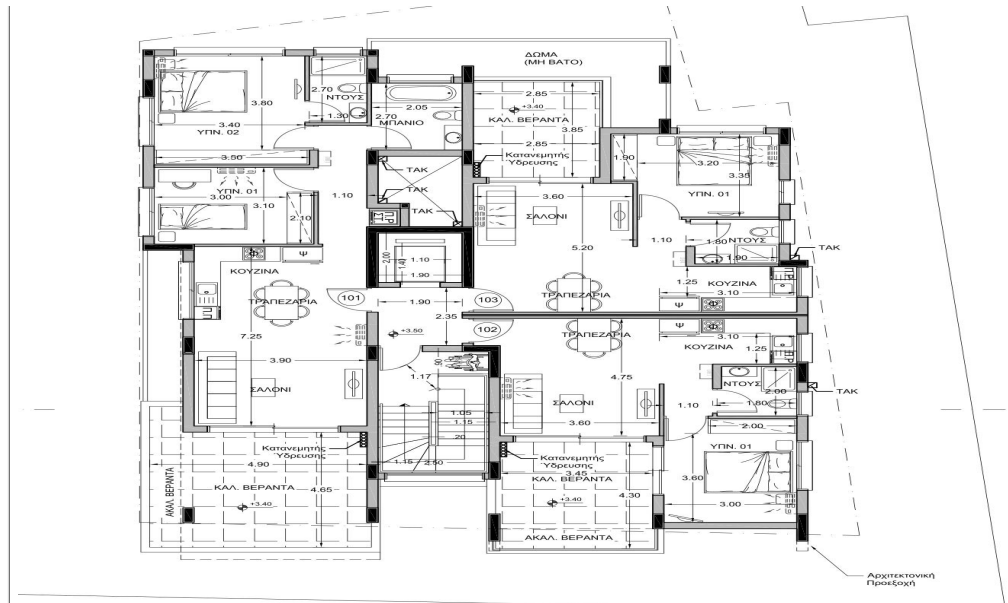 ΔΩΜΑ
(ΜΗ ΒΑΤΟ)
2.70
ΝΤΟΥΣ
1.30
3.80
3.40
ΥΠΝ. 02
3.50
2.05
2.70
ΜΠΑΝΙΟ
2.85
+3.40
ΚΑΛ. ΒΕΡΑΝΤΑ
3.85
2.85
Κατανεμητής
Ύδρευσης
1.90
3.20
3.35
ΥΠΝ. 01
ΤΑΚ
ΤΑΚ
ΤΑΚ
ΥΠΝ. 01
3.00
3.10
2.10
1.10
3.60
ΣΑΛΟΝΙ
5.20
1.10
1.80
ΝΤΟΥΣ
1.90
ΤΑΚ
Ψ
ΚΟΥΖΙΝΑ
ΤΡΑΠΕΖΑΡΙΑ
2.00
1.10
1.40
1.90
101
1.90
103
ΤΡΑΠΕΖΑΡΙΑ
1.25
ΚΟΥΖΙΝΑ
3.10
Ψ
7.25
+3.50
2.35
102
ΤΡΑΠΕΖΑΡΙΑ
Ψ
3.10
ΚΟΥΖΙΝΑ
1.25
3.90
ΣΑΛΟΝΙ
.90
1.17
4.75
ΣΑΛΟΝΙ
3.60
ΝΤΟΥΣ
2.00
1.80
1.10
ΤΑΚ
1.05
1.15
.20
1.15
2.50
2.00
ΥΠΝ. 01
3.60
3.00
Κατανεμητής
Ύδρευσης
4.90
ΚΑΛ. ΒΕΡΑΝΤΑ
4.65
+3.40
ΑΚΑΛ. ΒΕΡΑΝΤΑ
Κατανεμητής
Ύδρευσης
3.45
ΚΑΛ. ΒΕΡΑΝΤΑ
4.30
+3.40
ΑΚΑΛ. ΒΕΡΑΝΤΑ
Αρχιτεκτονική
Προεξοχή